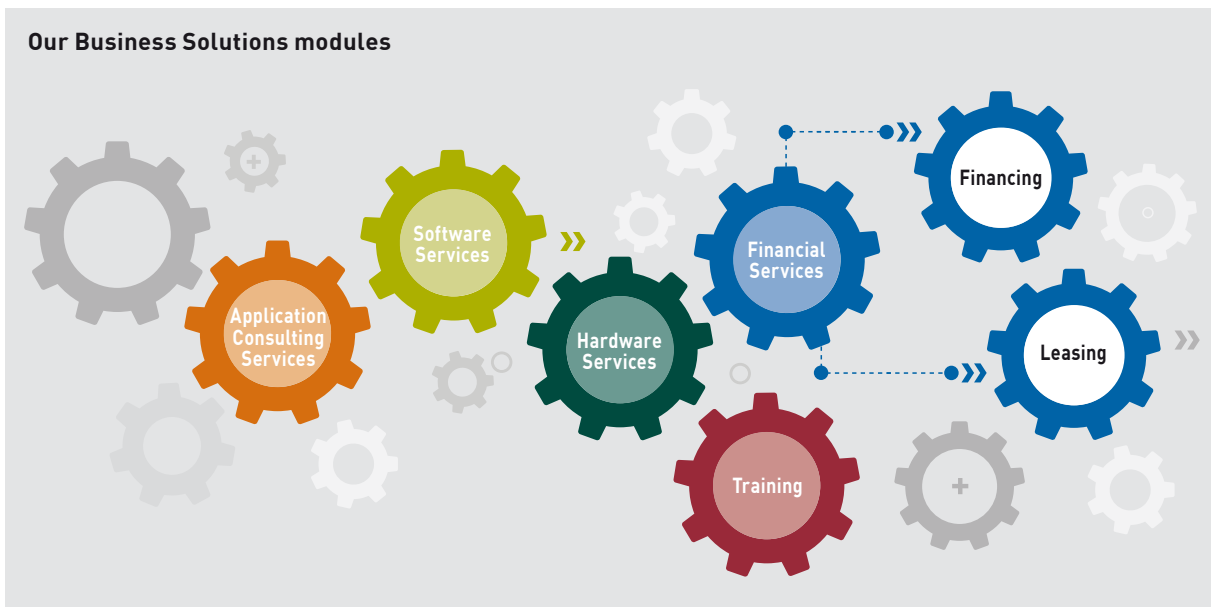 Our Business Solutions modules
Application
Consulting
Services
Software
Services
Hardware
Services
Financial
Services
Training
Financing
Leasing